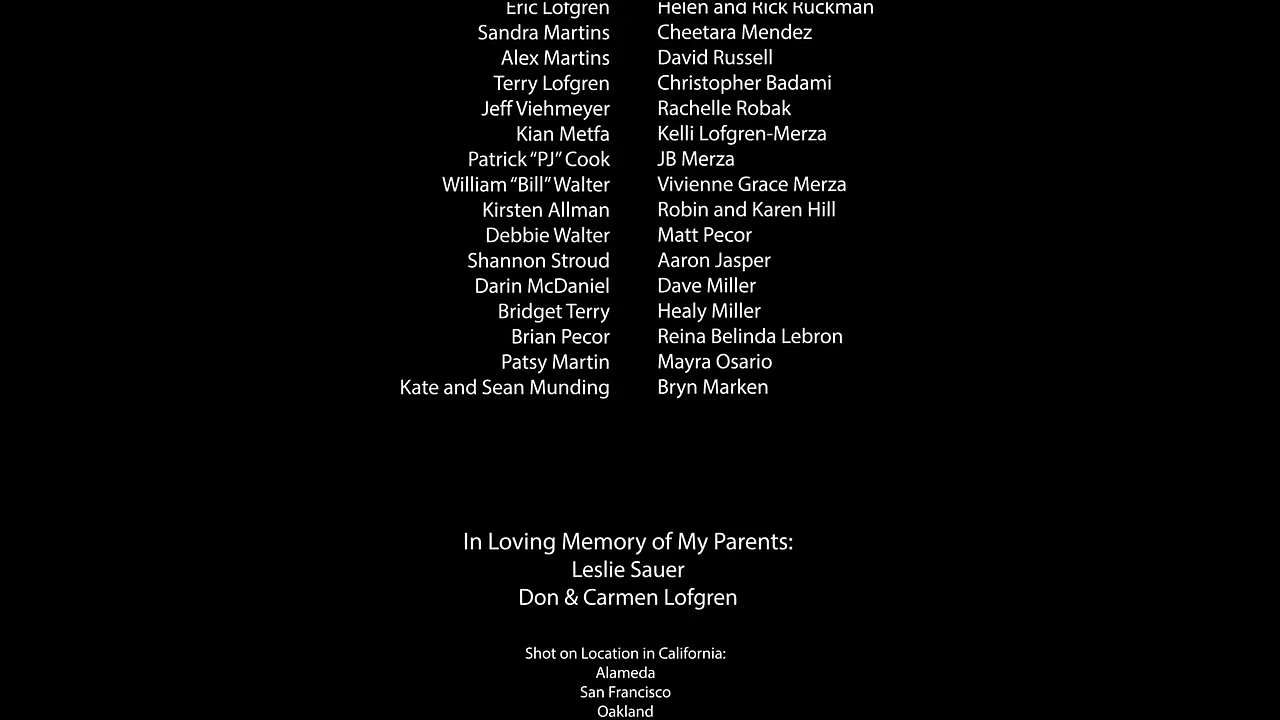 Eric Lofgren Helen and Rick Ruckman
Sandra Martins Cheetara Mendez
Alex Martins David Russell
Terry Lofgren Christopher Badami
Jeff Viehmeyer Rachelle Robak
Kian Metfa Kelli Lofgren-Merza
Patrick “PJ” Cook JB Merza
William “Bill” Walter Vivienne Grace Merza
Kirsten Allman Robin and Karen Hill
Debbie Walter Matt Pecor
Shannon Stroud Aaron Jasper
Darin McDaniel Dave Miller
Bridget Terry Healy Miller
Brian Pecor Reina Belinda Lebron
Patsy Martin Mayra Osario
Kate and Sean Munding Bryn Marken
In Loving Memory of My Parents:
Leslie Sauer
Don & Carmen Lofgren
Shot on Location in California:
Alameda
San Francisco
Oakland